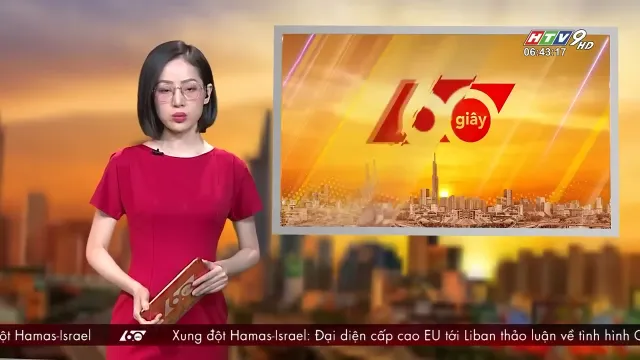 HTV9 HD
06:43:17
60 giây
60
ột Hamas-Israel 60 Xung đột Hamas-Israel: Đại diện cấp cao EU tới Liban thảo luận về tình hình